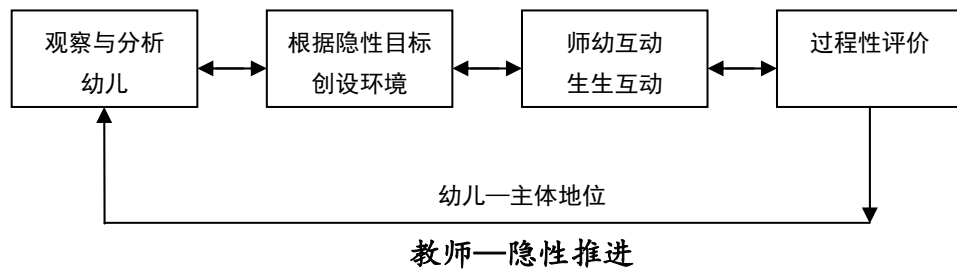 观察与分析
幼儿
根据隐性目标
创设环境
师幼互动
生生互动
过程性评价
幼儿—主体地位
教师—隐性推进